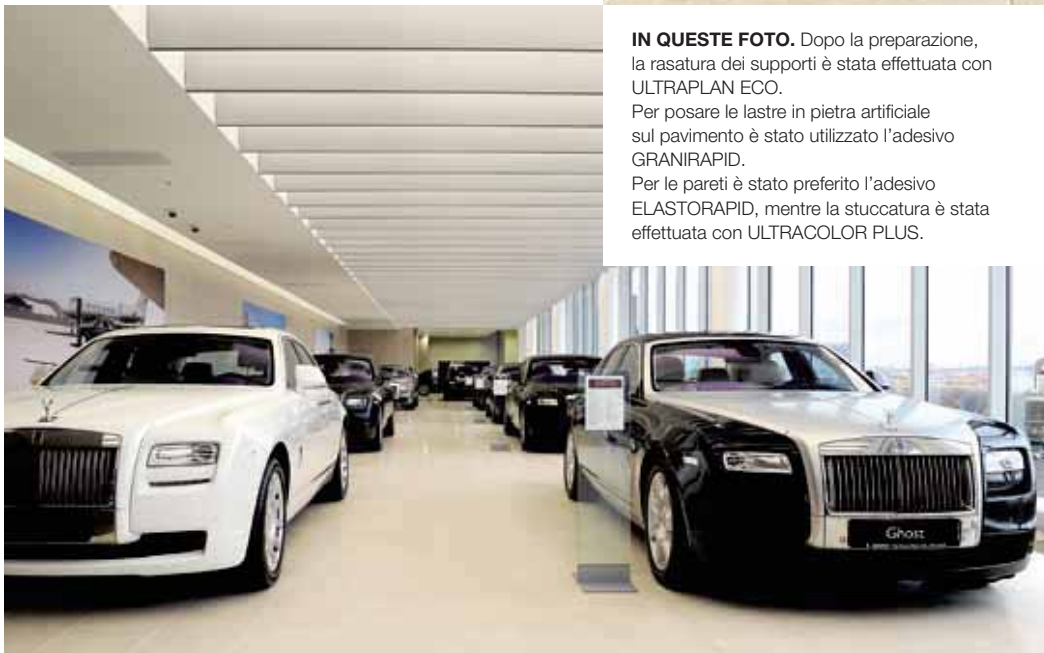 IN QUESTE FOTO. Dopo la preparazione,
la rasatura dei supporti è stata effettuata con
ULTRAPLAN ECO.
Per posare le lastre in pietra artificiale
sul pavimento è stato utilizzato l'adesivo
GRANIRAPID.
Per le pareti è stato preferito l'adesivo
ELASTORAPID, mentre la stuccatura è stata
effettuata con ULTRACOLOR PLUS.
Ghost